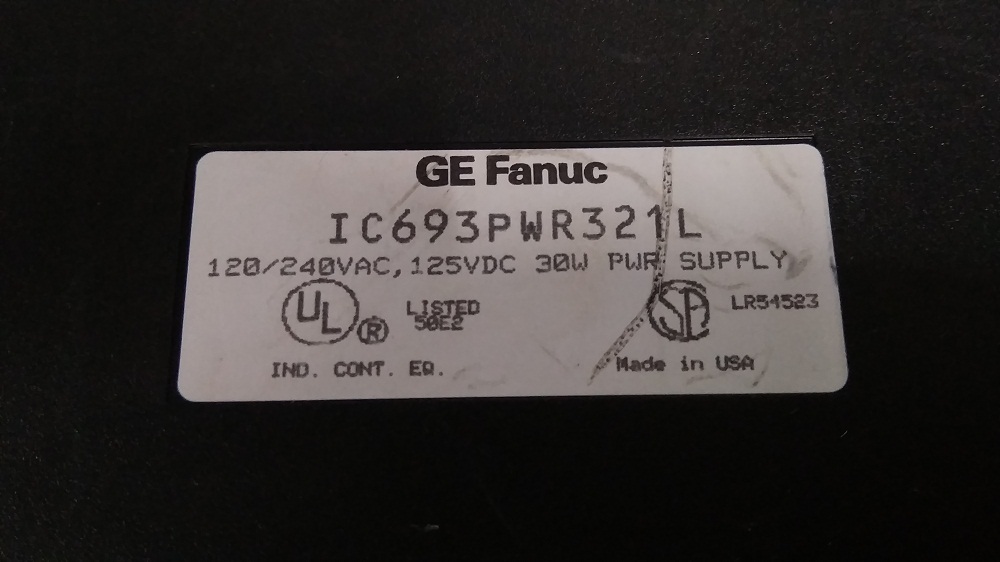 GE Fanuc
IC693PWR321L
120/240VAC,125VDC 30W PWR SUPPLY
UL ® LISTED 50E2
SA LR54523
IND. CONT. EQ.
Made in USA